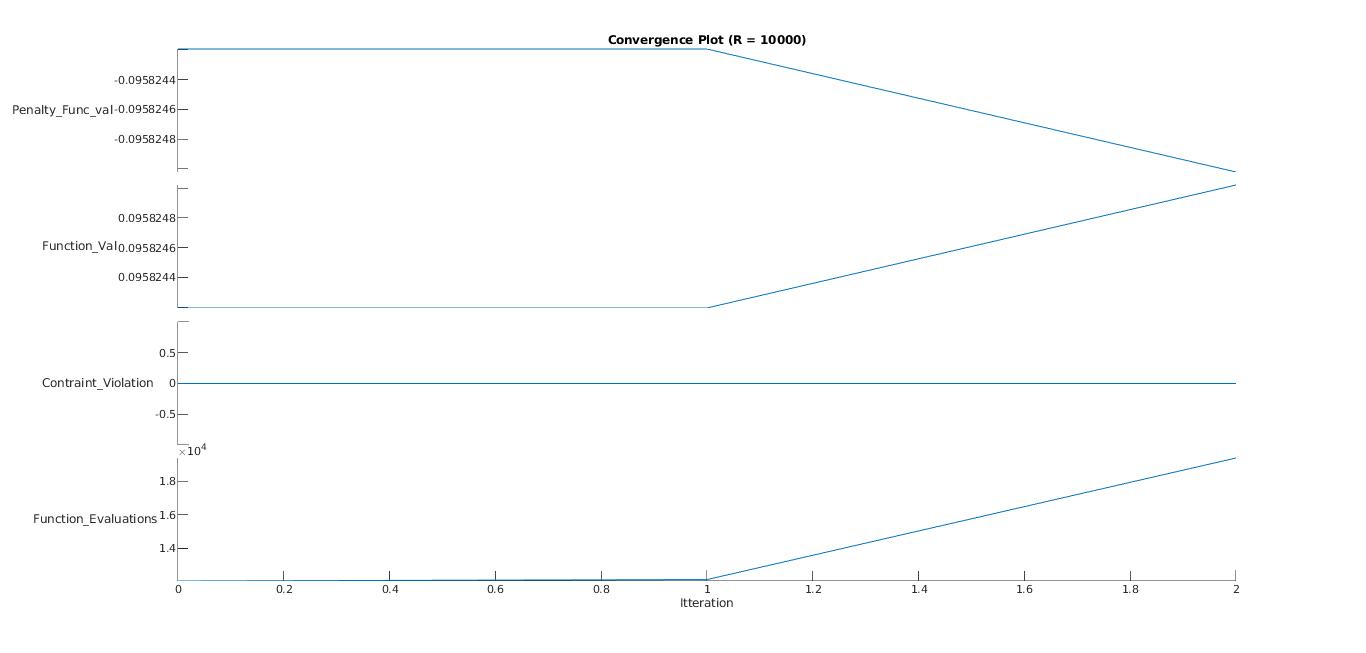 Convergence Plot (R = 10000)
-0.0958244
Penalty_Func_val
-0.0958246
-0.0958248
0.0958248
Function_Val
0.0958246
0.0958244
0.5
Contraint_Violation
0
-0.5
×10^4
1.8
Function_Evaluations
1.6
1.4
0 0.2 0.4 0.6 0.8 1 1.2 1.4 1.6 1.8 2
Itteration